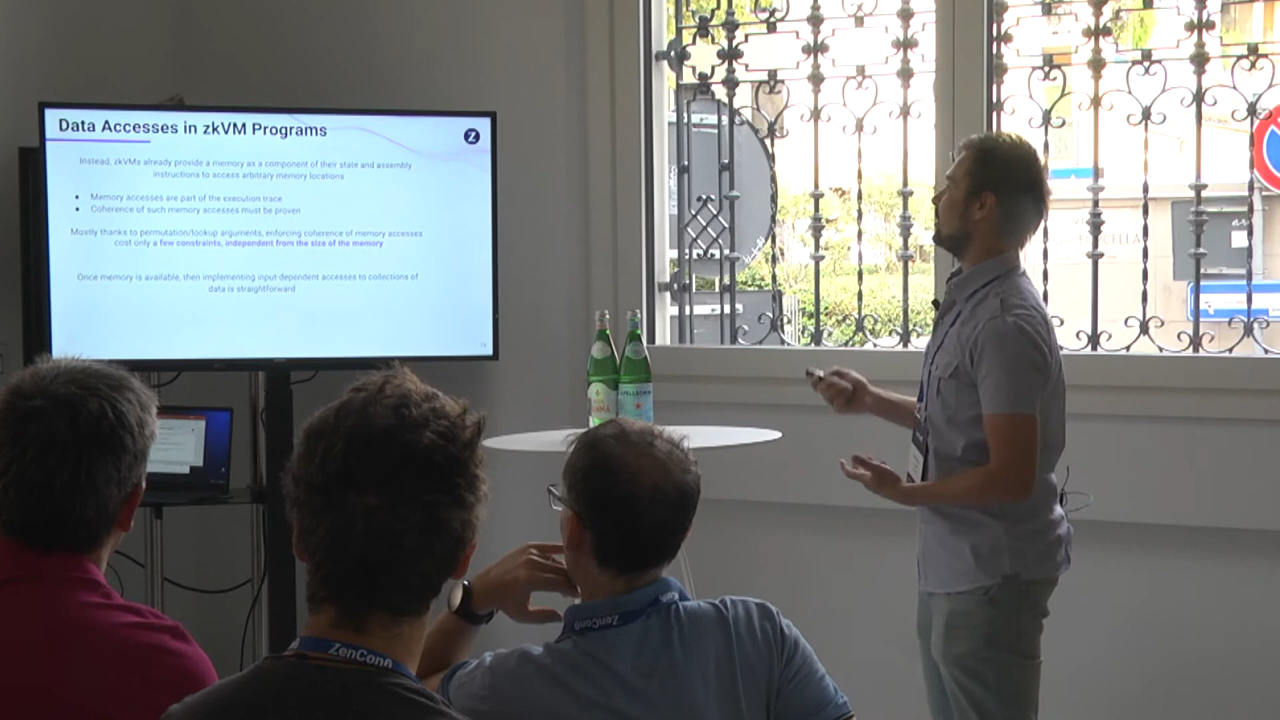 Data Accesses in zkVM Programs
Z
Instead, zkVMs already provide a memory as a component of their state and assembly
instructions to access arbitrary memory locations
• Memory accesses are part of the execution trace
• Coherence of such memory accesses must be proven
Mostly thanks to permutation/lookup arguments, enforcing coherence of memory accesses
cost only a few constraints, independent from the size of the memory
Once memory is available, then implementing input-dependent accesses to collections of
data is straightforward
ZenCon0
ZenCon0